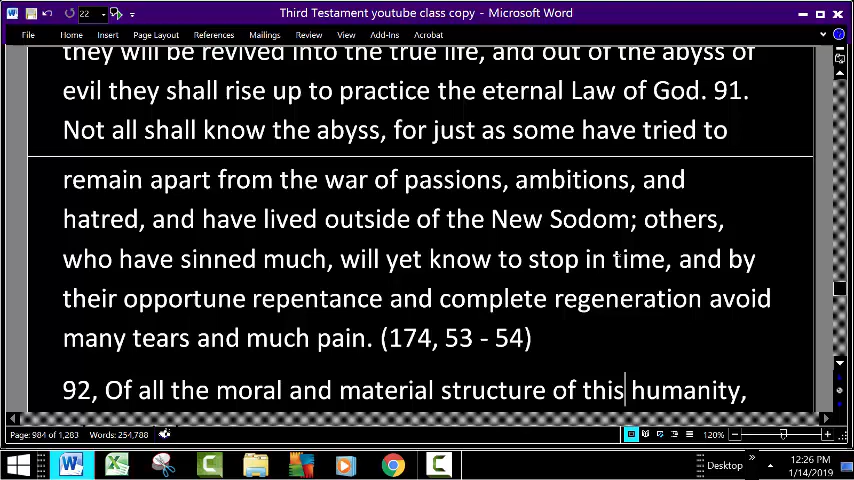 22
Third Testament youtube class copy - Microsoft Word
File Home Insert Page Layout References Mailings Review View Add-Ins Acrobat
they will be revived into the true life, and out of the abyss of
evil they shall rise up to practice the eternal Law of God. 91.
Not all shall know the abyss, for just as some have tried to
remain apart from the war of passions, ambitions, and
hatred, and have lived outside of the New Sodom; others,
who have sinned much, will yet know to stop in time, and by
their opportune repentance and complete regeneration avoid
many tears and much pain. (174, 53 - 54)
92, Of all the moral and material structure of this humanity,
Page: 984 of 1,283 Words: 254,788 120%
Desktop
12:26 PM
1/14/2019